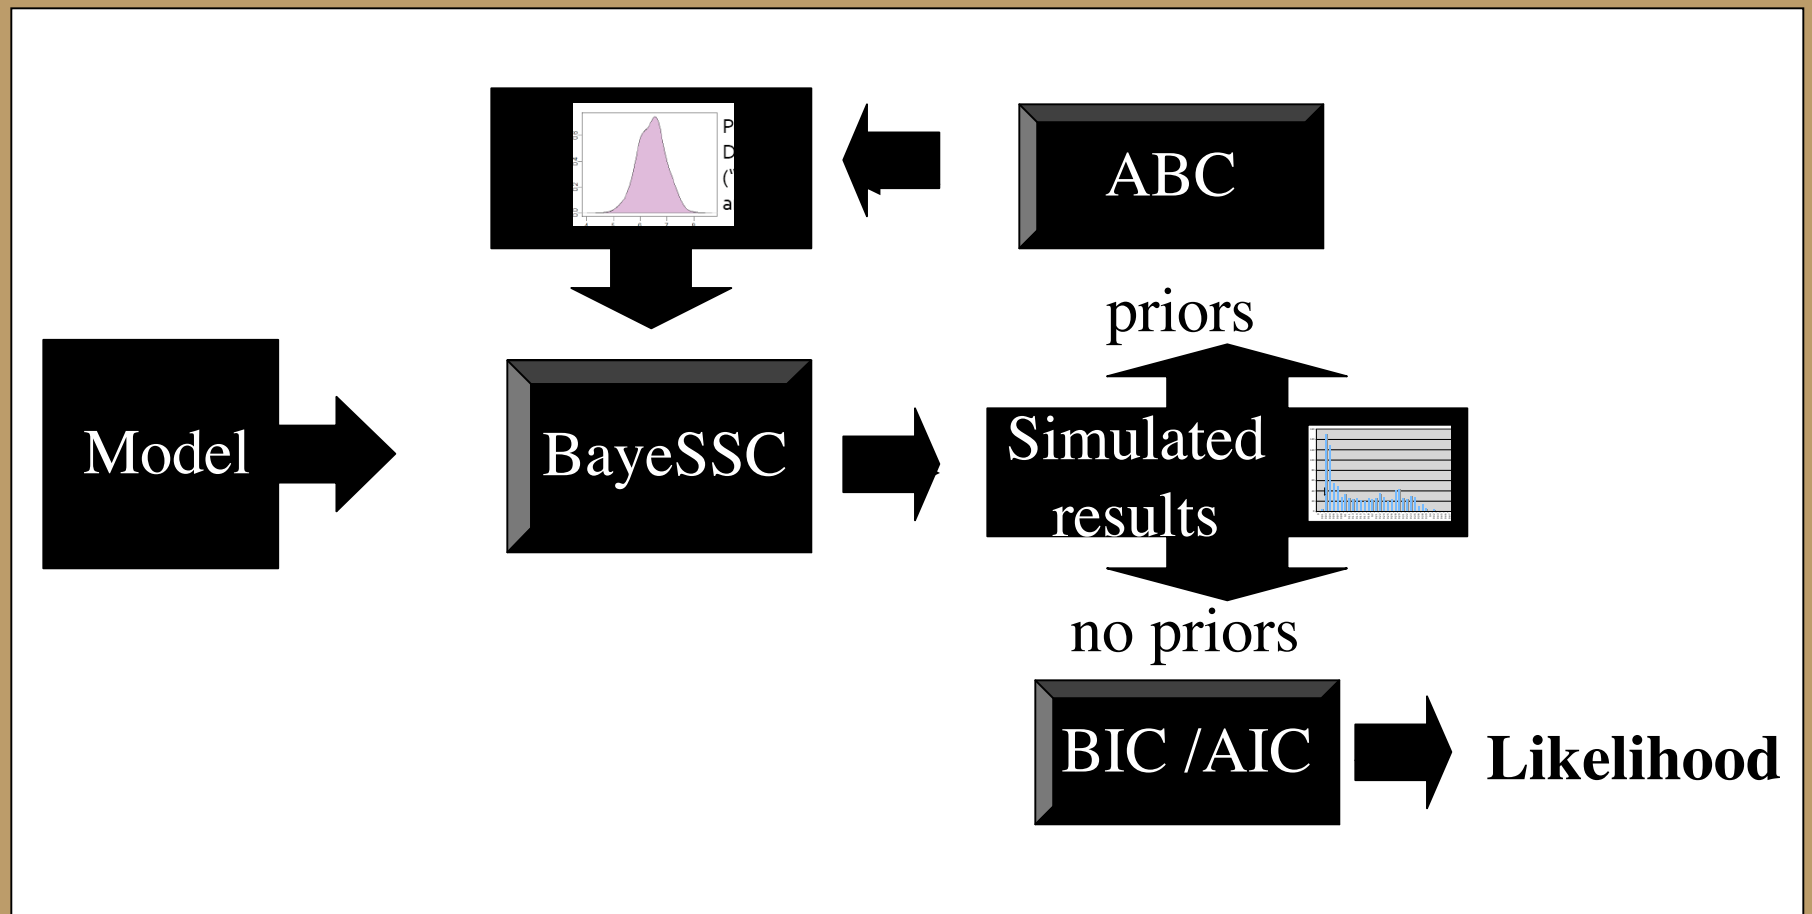 P
D
("
a
ABC
priors
Model
BayeSSC
Simulated
results
no priors
BIC /AIC
Likelihood